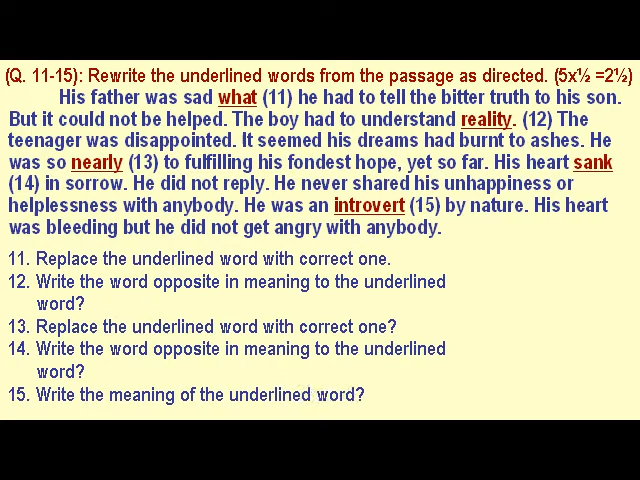 (Q. 11-15): Rewrite the underlined words from the passage as directed. (5x½ =2½)
His father was sad what (11) he had to tell the bitter truth to his son.
But it could not be helped. The boy had to understand reality. (12) The
teenager was disappointed. It seemed his dreams had burnt to ashes. He
was so nearly (13) to fulfilling his fondest hope, yet so far. His heart sank
(14) in sorrow. He did not reply. He never shared his unhappiness or
helplessness with anybody. He was an introvert (15) by nature. His heart
was bleeding but he did not get angry with anybody.
11. Replace the underlined word with correct one.
12. Write the word opposite in meaning to the underlined
word?
13. Replace the underlined word with correct one?
14. Write the word opposite in meaning to the underlined
word?
15. Write the meaning of the underlined word?